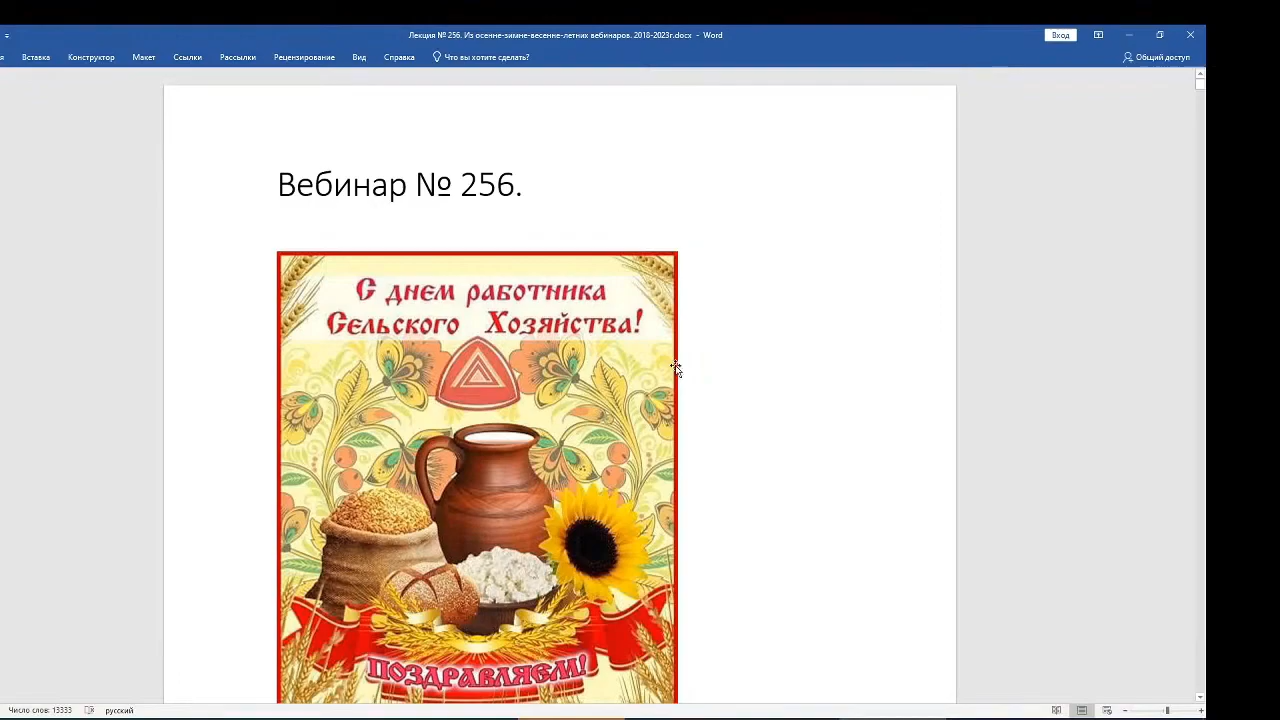 Лекция № 256. Из осенне-зимне-весенне-летних вебинаров. 2018-2023г.docx - Word
Вход
Вставка Конструктор Макет Ссылки Рассылки Рецензирование Вид Справка Что вы хотите сделать? Общий доступ
Вебинар № 256.
С днем работника
Сельского Хозяйства!
ПОЗДРАВЛЯЕМ!
Число слов: 13333 русский